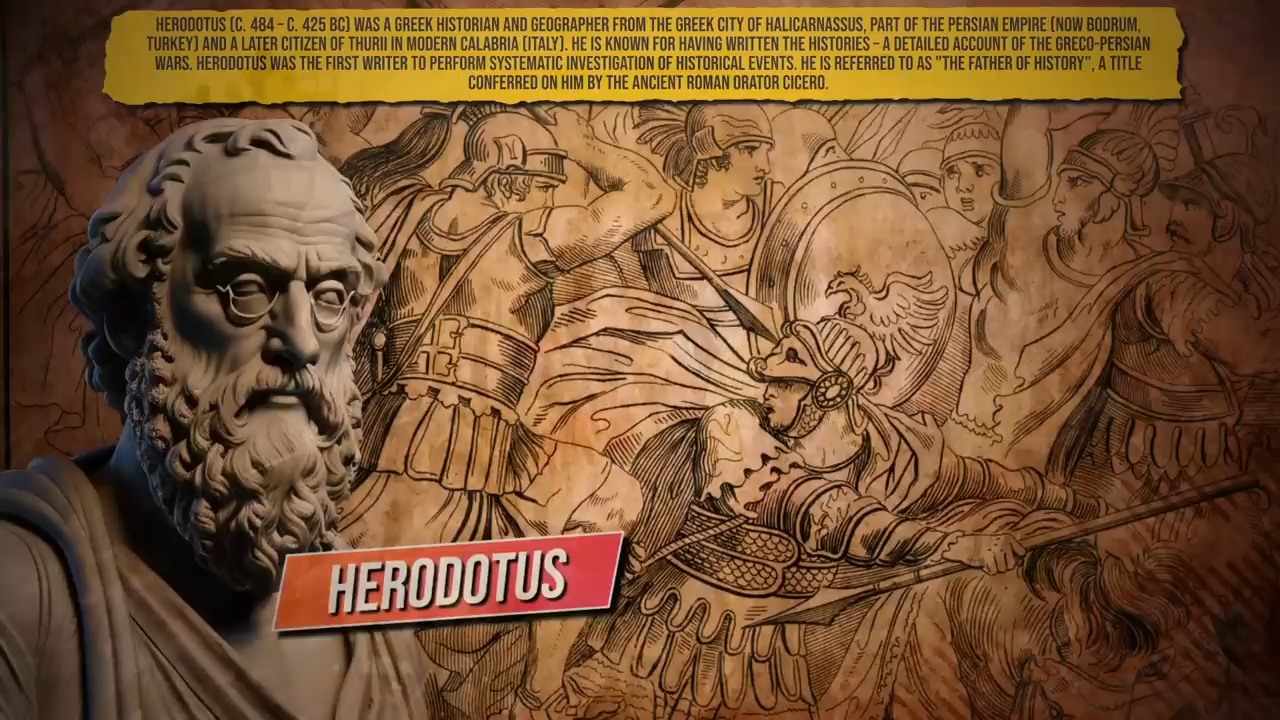 HERODOTUS (C. 484 – C. 425 BC) WAS A GREEK HISTORIAN AND GEOGRAPHER FROM THE GREEK CITY OF HALICARNASSUS, PART OF THE PERSIAN EMPIRE (NOW BODRUM,
TURKEY) AND A LATER CITIZEN OF THURII IN MODERN CALABRIA (ITALY). HE IS KNOWN FOR HAVING WRITTEN THE HISTORIES – A DETAILED ACCOUNT OF THE GRECO-PERSIAN
WARS. HERODOTUS WAS THE FIRST WRITER TO PERFORM SYSTEMATIC INVESTIGATION OF HISTORICAL EVENTS. HE IS REFERRED TO AS "THE FATHER OF HISTORY", A TITLE
CONFERRED ON HIM BY THE ANCIENT ROMAN ORATOR CICERO.
HERODOTUS